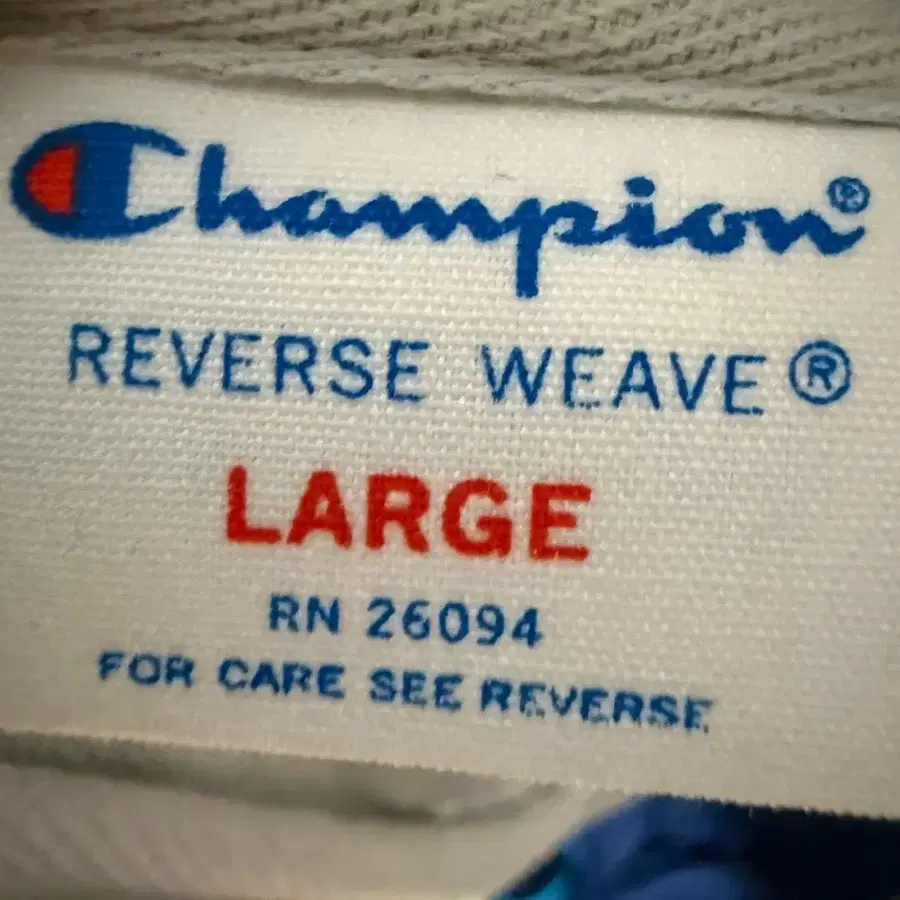 Champion®
REVERSE WEAVE®
LARGE
RN 26094
FOR CARE SEE REVERSE